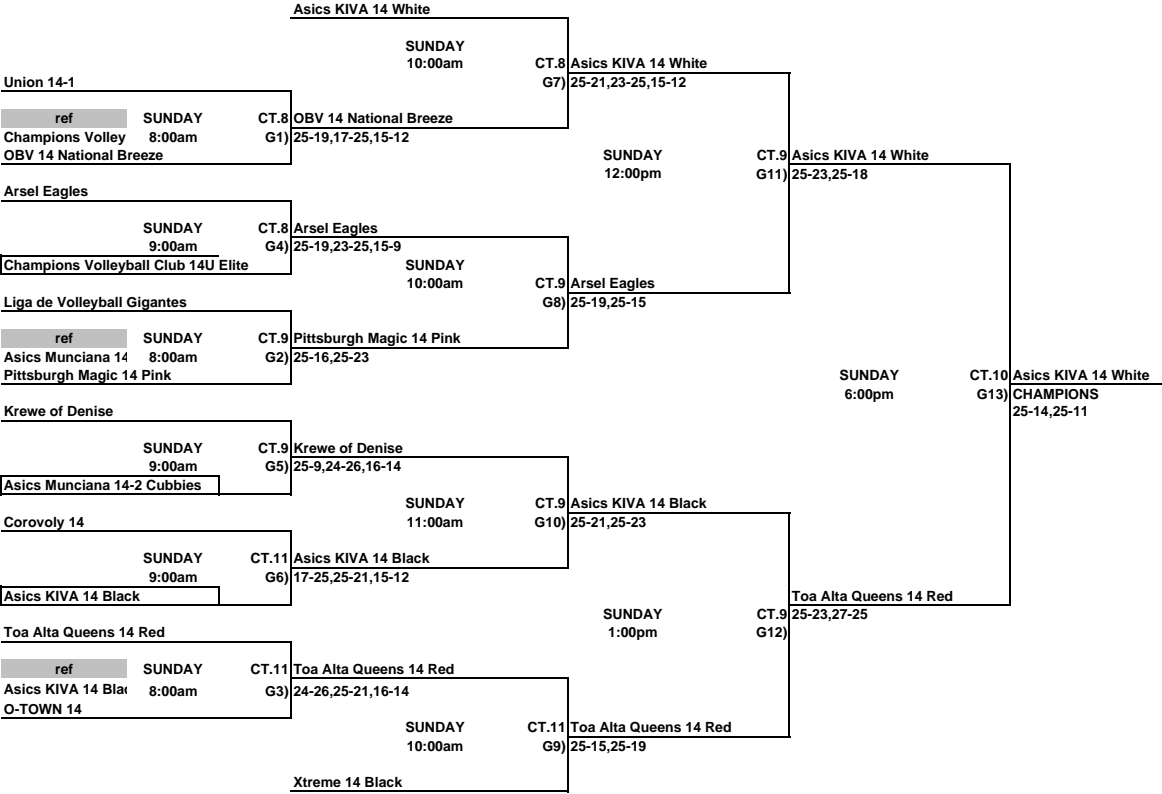 Asics KIVA 14 White
SUNDAY
10:00am
CT.8 Asics KIVA 14 White
G7) 25-21,23-25,15-12
Union 14-1
ref SUNDAY CT.8 OBV 14 National Breeze
Champions Volley 8:00am G1) 25-19,17-25,15-12
OBV 14 National Breeze
SUNDAY CT.9 Asics KIVA 14 White
12:00pm G11) 25-23,25-18
Arsel Eagles
SUNDAY CT.8 Arsel Eagles
9:00am G4) 25-19,23-25,15-9
Champions Volleyball Club 14U Elite
SUNDAY
10:00am CT.9 Arsel Eagles
G8) 25-19,25-15
Liga de Volleyball Gigantes
ref SUNDAY CT.9 Pittsburgh Magic 14 Pink
Asics Munciana 14 8:00am G2) 25-16,25-23
Pittsburgh Magic 14 Pink
SUNDAY CT.10 Asics KIVA 14 White
6:00pm G13) CHAMPIONS
25-14,25-11
Krewe of Denise
SUNDAY CT.9 Krewe of Denise
9:00am G5) 25-9,24-26,16-14
Asics Munciana 14-2 Cubbies
SUNDAY CT.9 Asics KIVA 14 Black
11:00am G10) 25-21,25-23
Corovoly 14
SUNDAY CT.11 Asics KIVA 14 Black
9:00am G6) 17-25,25-21,15-12
Asics KIVA 14 Black
Toa Alta Queens 14 Red
SUNDAY CT.9 25-23,27-25
1:00pm G12)
Toa Alta Queens 14 Red
ref SUNDAY CT.11 Toa Alta Queens 14 Red
Asics KIVA 14 Blac 8:00am G3) 24-26,25-21,16-14
O-TOWN 14
SUNDAY CT.11 Toa Alta Queens 14 Red
10:00am G9) 25-15,25-19
Xtreme 14 Black